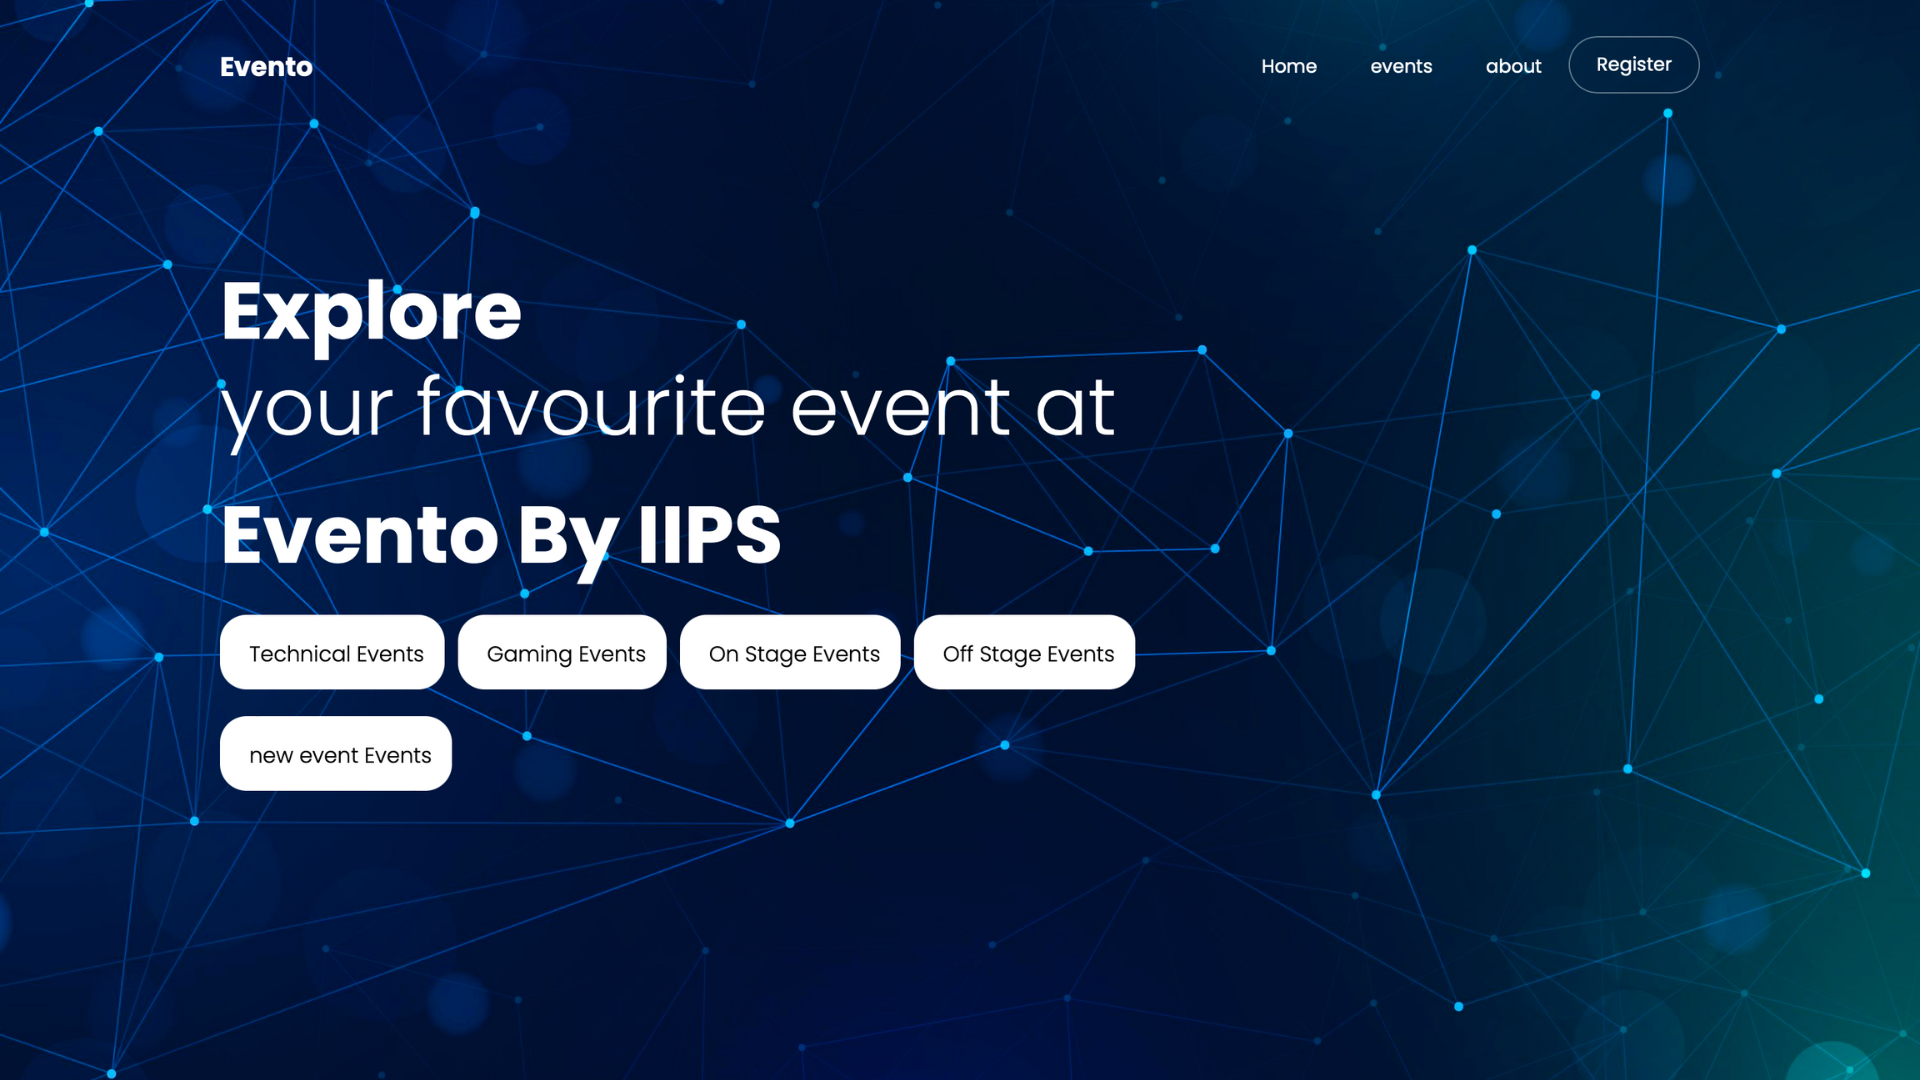 Evento
Home events about Register
Explore
your favourite event at
Evento By IIPS
Technical Events Gaming Events On Stage Events Off Stage Events
new event Events